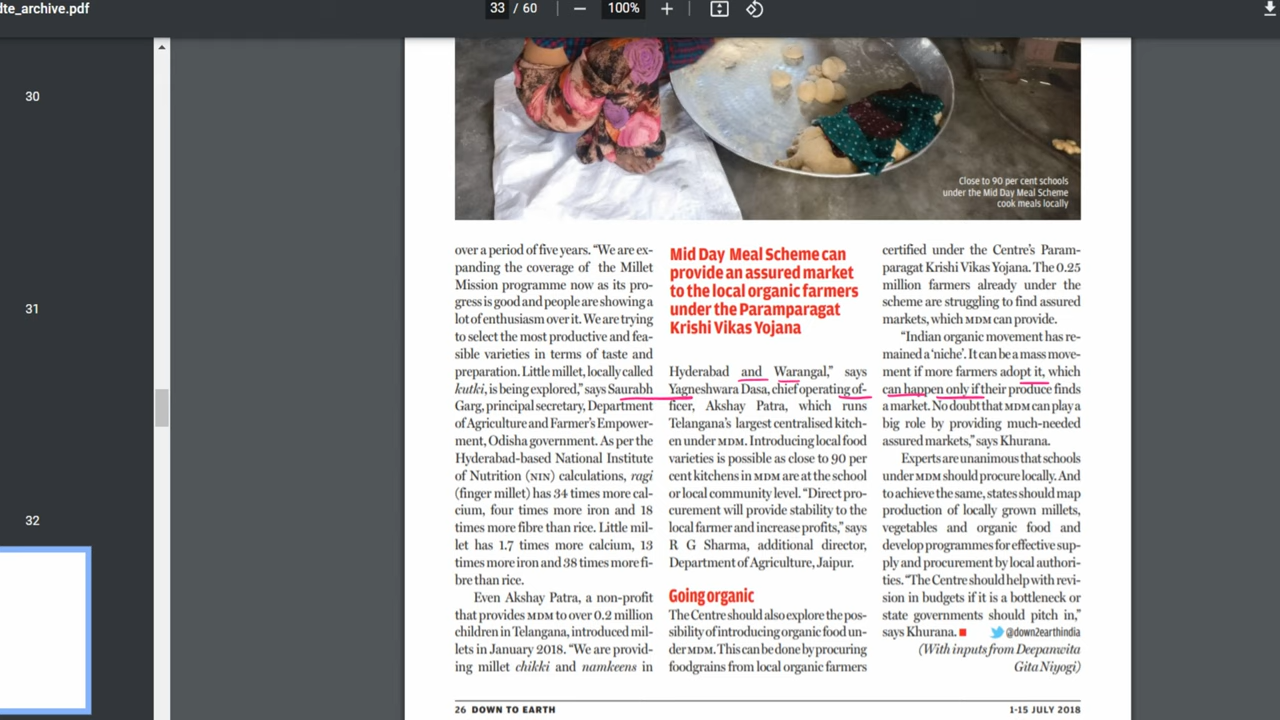 dte_archive.pdf
33 / 60
100%
30
31
32
Close to 90 per cent schools
under the Mid Day Meal Scheme
cook meals locally
over a period of five years. “We are ex-
panding the coverage of the Millet
Mission programme now as its pro-
gress is good and people are showing a
lot of enthusiasm over it. We are trying
to select the most productive and fea-
sible varieties in terms of taste and
preparation. Little millet, locally called
kutki, is being explored,” says Saurabh
Garg, principal secretary, Department
of Agriculture and Farmer’s Empower-
ment, Odisha government. As per the
Hyderabad-based National Institute
of Nutrition (NIN) calculations, ragi
(finger millet) has 34 times more cal-
cium, four times more iron and 18
times more fibre than rice. Little mil-
let has 1.7 times more calcium, 13
times more iron and 38 times more fi-
bre than rice.
Even Akshay Patra, a non-profit
that provides MDM to over 0.2 million
children in Telangana, introduced mil-
lets in January 2018. “We are provid-
ing millet chikki and namkeens in
Mid Day Meal Scheme can
provide an assured market
to the local organic farmers
under the Paramparagat
Krishi Vikas Yojana
Hyderabad and Warangal,” says
Yagneshwara Dasa, chief operating of-
ficer, Akshay Patra, which runs
Telangana’s largest centralised kitch-
en under MDM. Introducing local food
varieties is possible as close to 90 per
cent kitchens in MDM are at the school
or local community level. “Direct pro-
curement will provide stability to the
local farmer and increase profits,” says
R G Sharma, additional director,
Department of Agriculture, Jaipur.
Going organic
The Centre should also explore the pos-
sibility of introducing organic food un-
der MDM. This can be done by procuring
foodgrains from local organic farmers
certified under the Centre’s Param-
paragat Krishi Vikas Yojana. The 0.25
million farmers already under the
scheme are struggling to find assured
markets, which MDM can provide.
“Indian organic movement has re-
mained a ‘niche’. It can be a mass move-
ment if more farmers adopt it, which
can happen only if their produce finds
a market. No doubt that MDM can play a
big role by providing much-needed
assured markets,” says Khurana.
Experts are unanimous that schools
under MDM should procure locally. And
to achieve the same, states should map
production of locally grown millets,
vegetables and organic food and
develop programmes for effective sup-
ply and procurement by local authori-
ties. “The Centre should help with revi-
sion in budgets if it is a bottleneck or
state governments should pitch in,”
says Khurana. @down2earthindia
(With inputs from Deepanwita
Gita Niyogi)
26 DOWN TO EARTH
1-15 JULY 2018